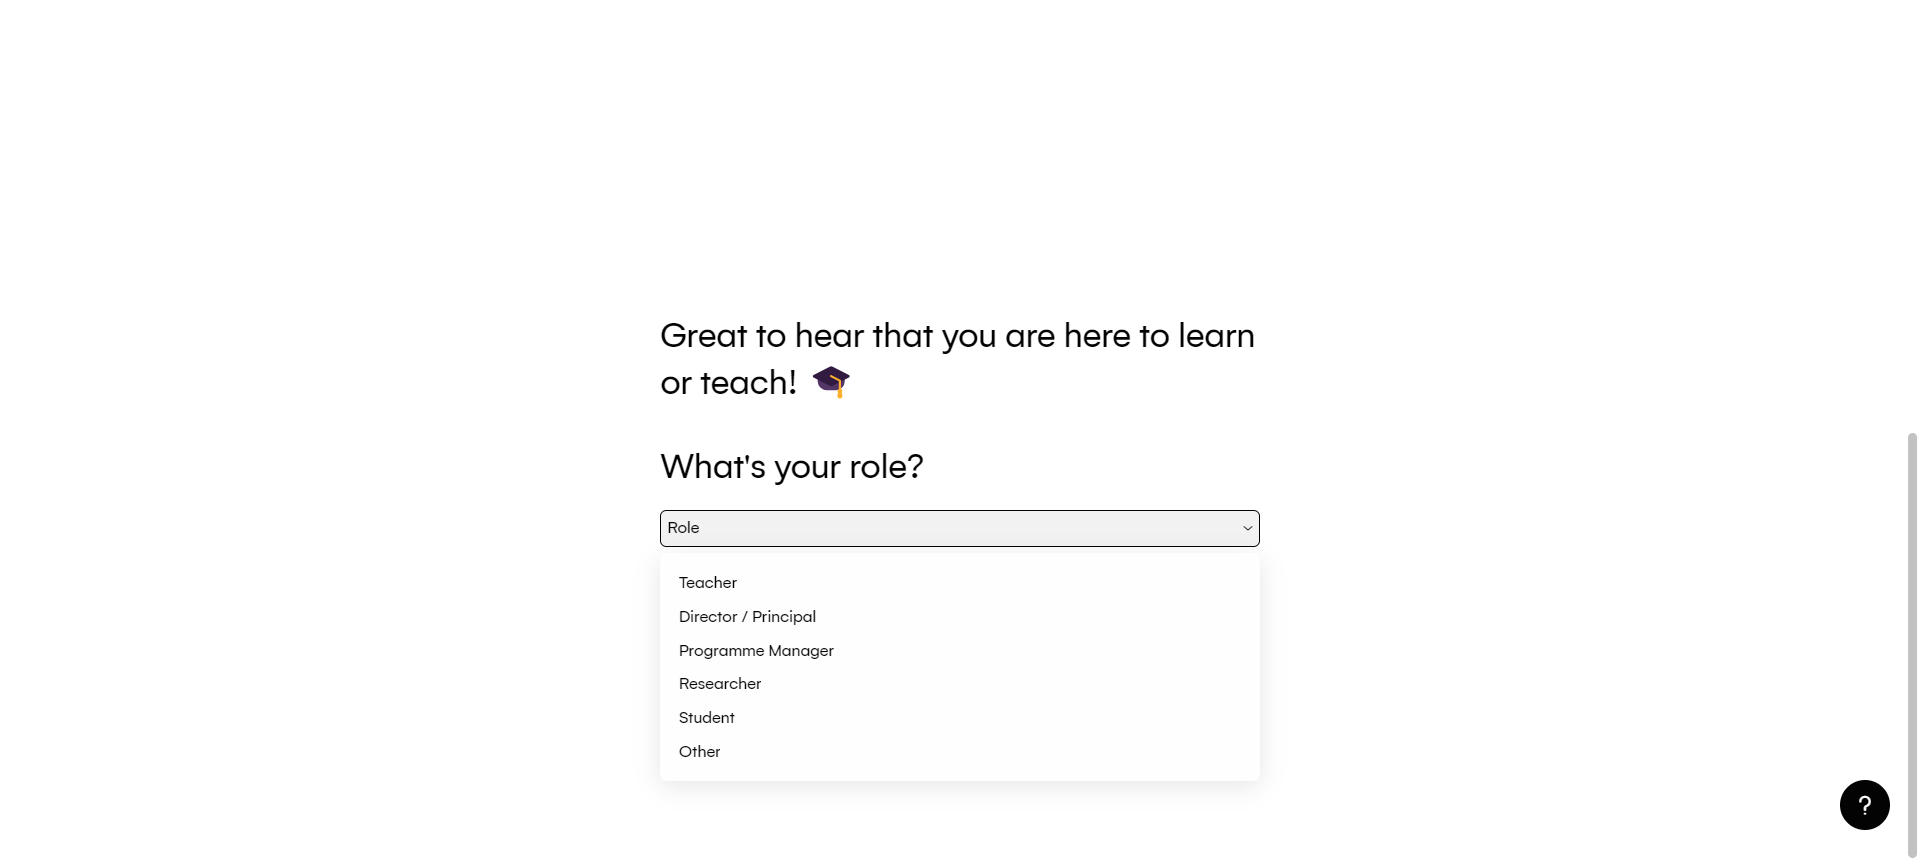 Great to hear that you are here to learn
or teach! 🎓
What's your role?
Role
Teacher
Director / Principal
Programme Manager
Researcher
Student
Other
?